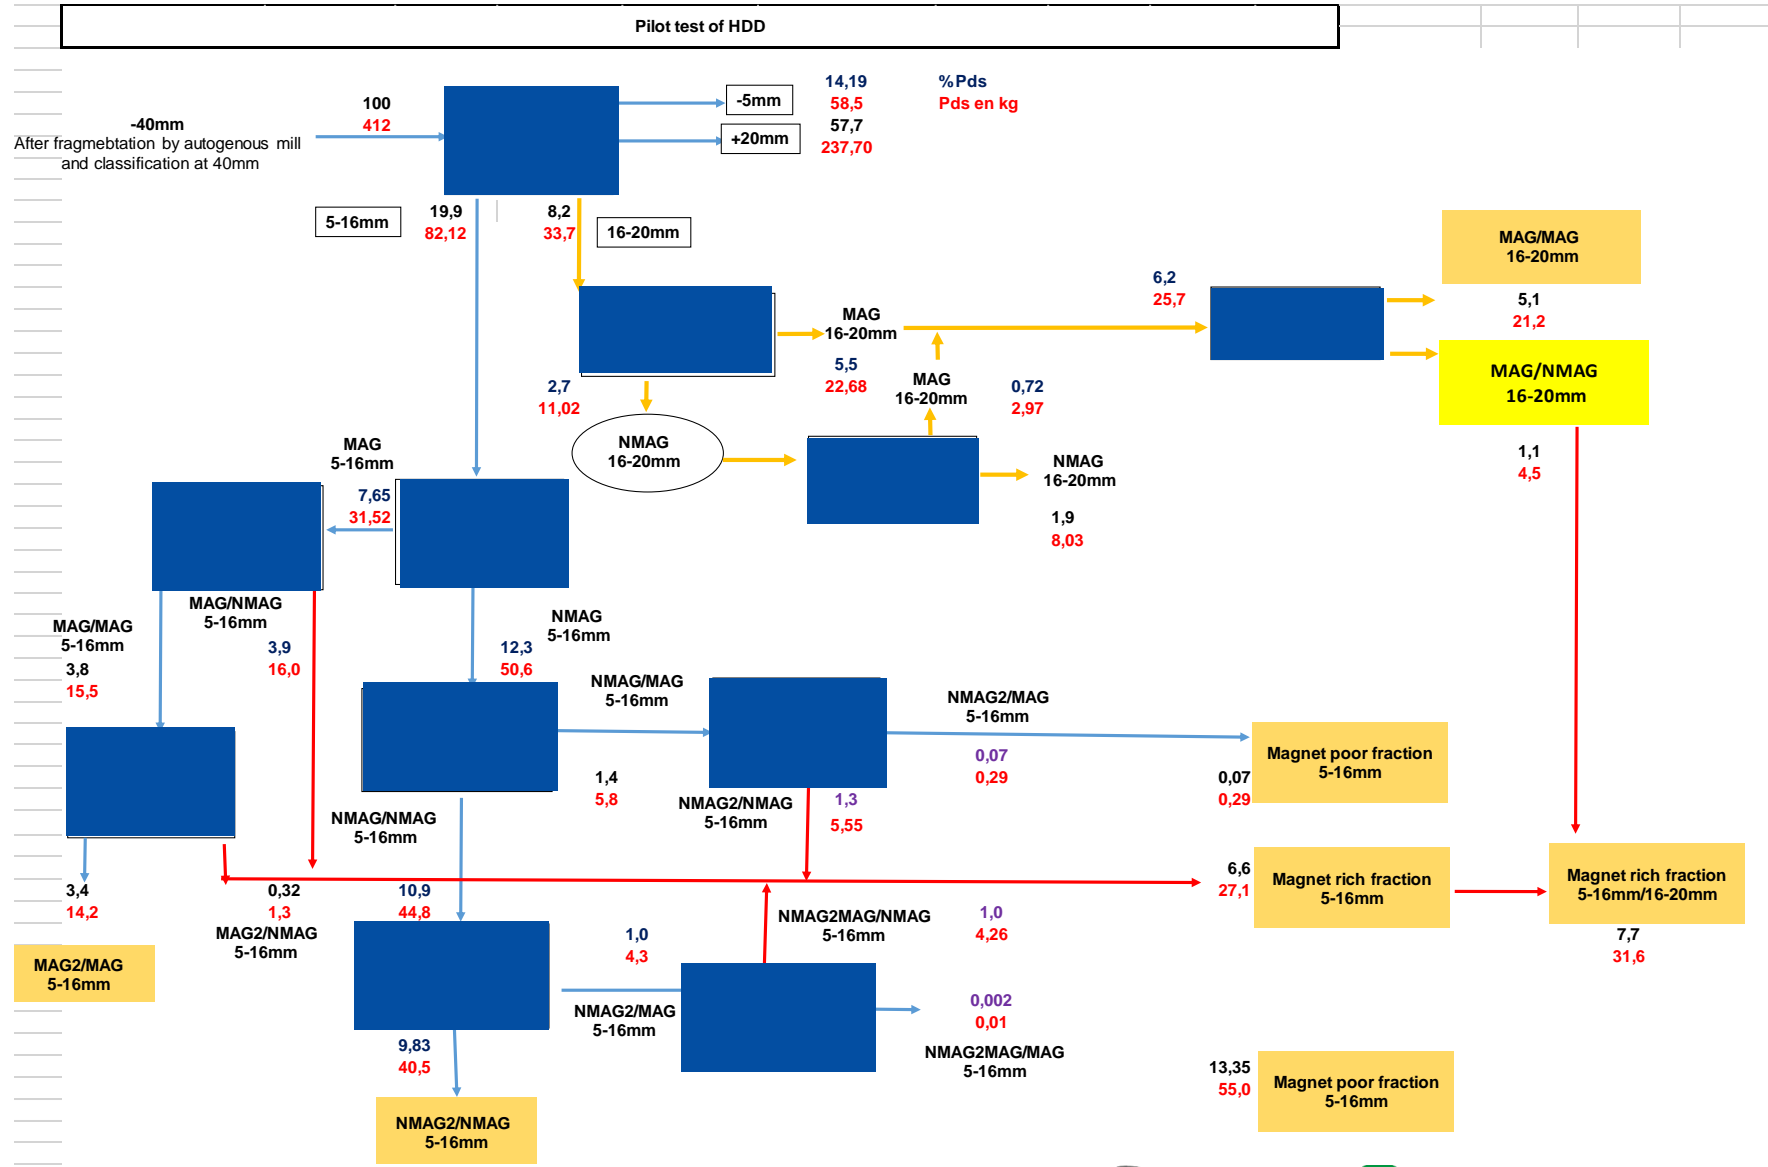 Pilot test of HDD
14,19
%Pds
58,5
Pds en kg
-5mm
57,7
+20mm
237,70
100
412
-40mm
After fragmebtation by autogenous mill
and classification at 40mm
5-16mm
19,9
82,12
8,2
33,7
16-20mm
MAG/MAG
16-20mm
5,1
21,2
6,2
25,7
MAG
16-20mm
5,5
22,68
MAG
16-20mm
0,72
2,97
MAG/NMAG
16-20mm
1,1
4,5
2,7
11,02
NMAG
16-20mm
NMAG
16-20mm
1,9
8,03
MAG
5-16mm
7,65
31,52
MAG/NMAG
5-16mm
3,9
16,0
MAG/MAG
5-16mm
3,8
15,5
NMAG
5-16mm
12,3
50,6
NMAG/MAG
5-16mm
1,4
5,8
NMAG2/MAG
5-16mm
0,07
0,29
0,07
0,29
Magnet poor fraction
5-16mm
NMAG/NMAG
5-16mm
NMAG2/NMAG
5-16mm
1,3
5,55
3,4
14,2
0,32
1,3
MAG2/NMAG
5-16mm
10,9
44,8
6,6
27,1
Magnet rich fraction
5-16mm
Magnet rich fraction
5-16mm/16-20mm
7,7
31,6
NMAG2MAG/NMAG
5-16mm
1,0
4,26
MAG2/MAG
5-16mm
1,0
4,3
NMAG2/MAG
5-16mm
0,002
0,01
NMAG2MAG/MAG
5-16mm
9,83
40,5
NMAG2/NMAG
5-16mm
13,35
55,0
Magnet poor fraction
5-16mm